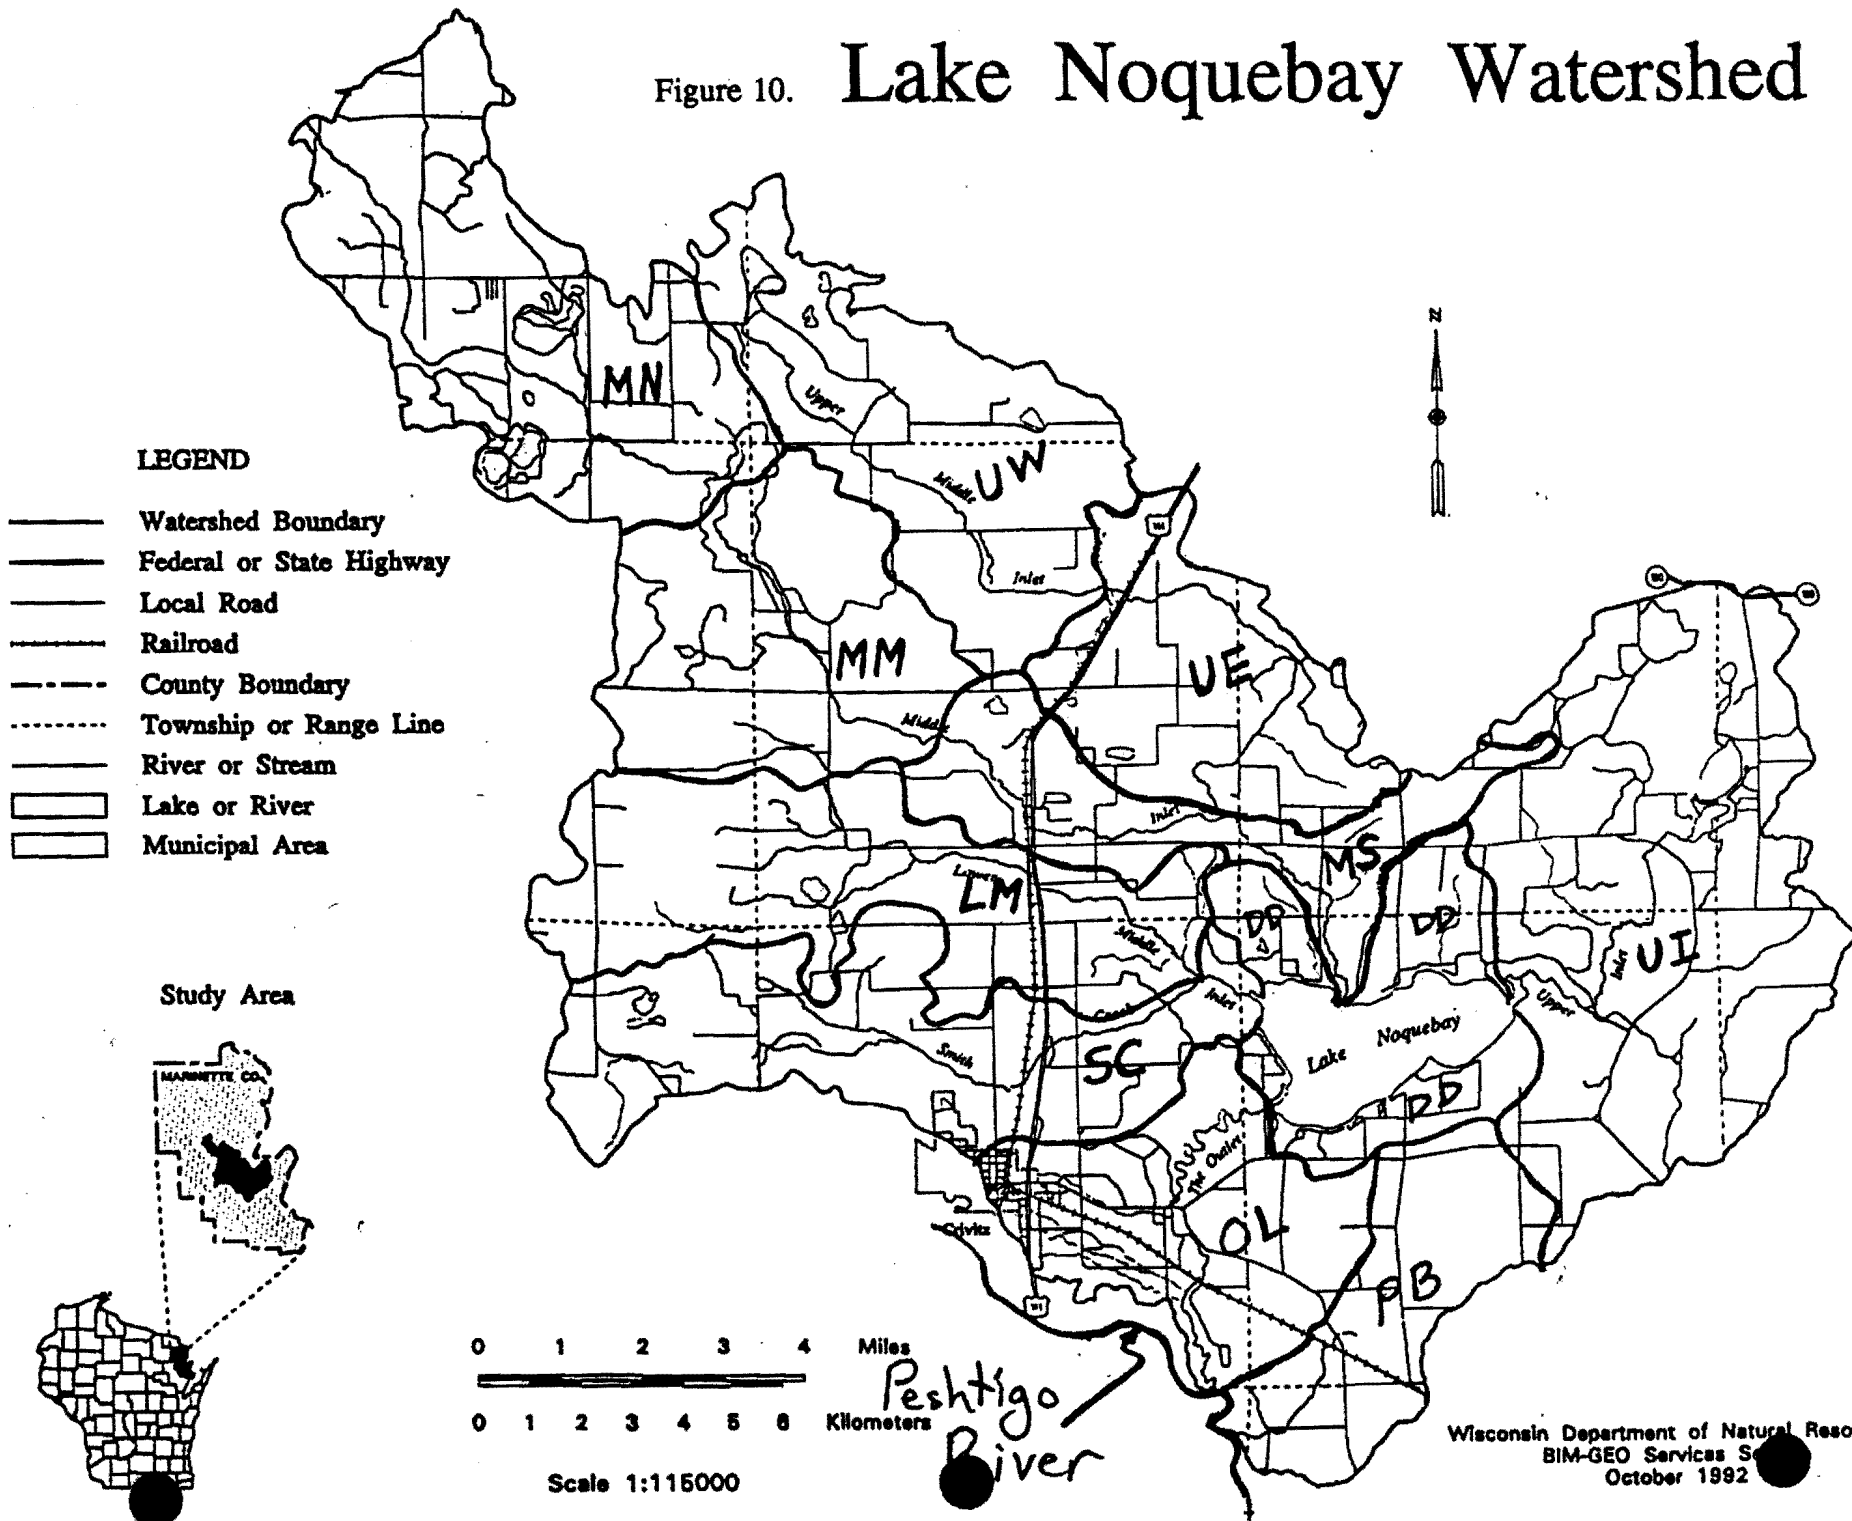 Figure 10. Lake Noquebay Watershed
N
MN
Upper
UW
Middle
Inlet
LEGEND
Watershed Boundary
Federal or State Highway
Local Road
Railroad
County Boundary
Township or Range Line
River or Stream
Lake or River
Municipal Area
MM
UE
Middle
Inlet
MS
LM
Lower
DD
DD
Middle
Inlet
UI
Inlet
Upper
Creek
Smith
SC
Lake Noquebay
DD
The Outlet
OL
Crivitz
PB
Study Area
MARINETTE CO.
0 1 2 3 4 Miles
0 1 2 3 4 5 6 Kilometers
Scale 1:115000
Peshtigo
River
Wisconsin Department of Natural Reso
BIM-GEO Services Se
October 1992